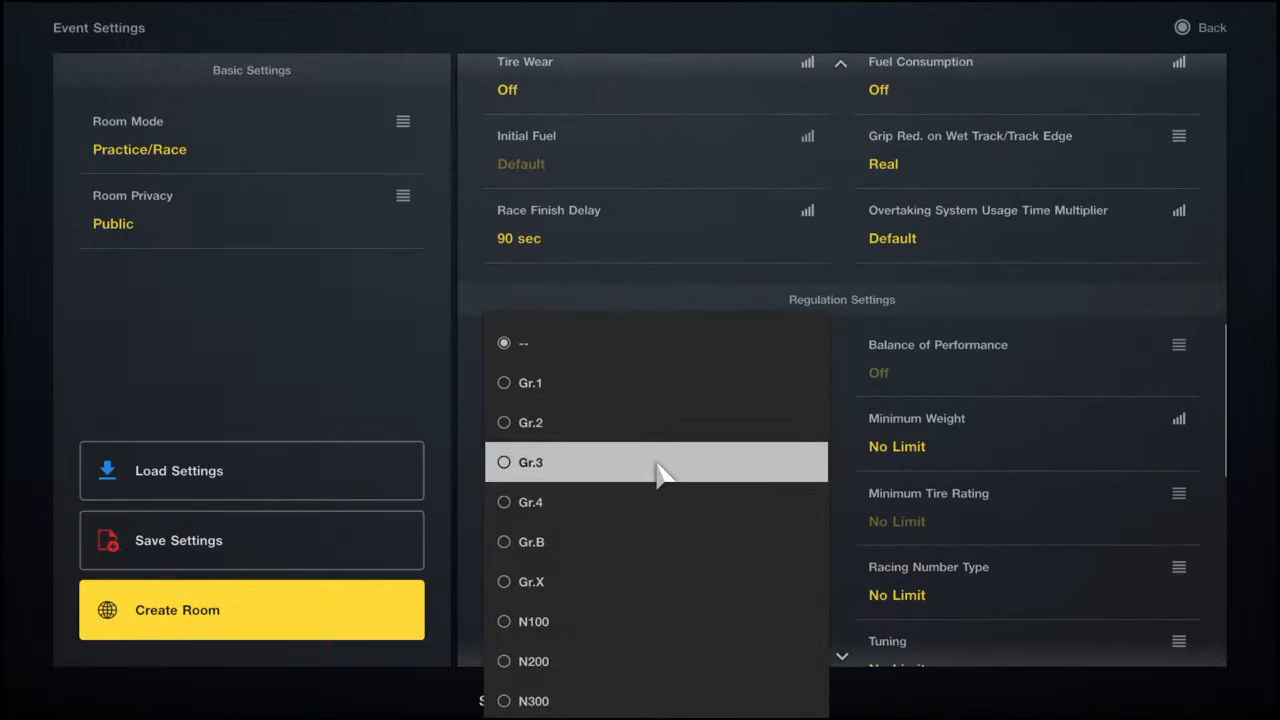 Event Settings
Back
Basic Settings
Room Mode
Practice/Race
Room Privacy
Public
Load Settings
Save Settings
Create Room
Tire Wear
Off
Fuel Consumption
Off
Initial Fuel
Default
Grip Red. on Wet Track/Track Edge
Real
Race Finish Delay
90 sec
Overtaking System Usage Time Multiplier
Default
Regulation Settings
--
Gr.1
Gr.2
Gr.3
Gr.4
Gr.B
Gr.X
N100
N200
N300
Balance of Performance
Off
Minimum Weight
No Limit
Minimum Tire Rating
No Limit
Racing Number Type
No Limit
Tuning
No Limit